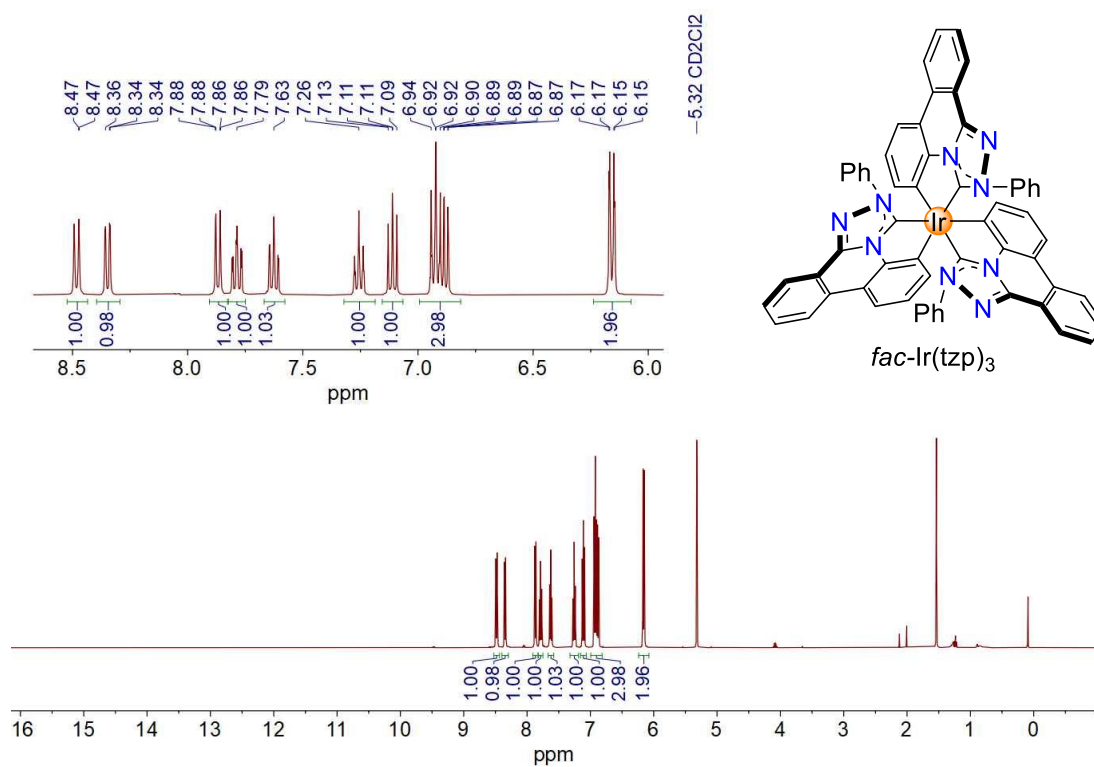 8.47
8.47
8.36
8.34
8.34
7.88
7.88
7.86
7.86
7.79
7.63
7.26
7.13
7.11
7.11
7.09
6.94
6.92
6.92
6.90
6.89
6.89
6.87
6.87
6.17
6.17
6.15
6.15
5.32 CD2Cl2
1.00
0.98
1.00
1.00
1.03
1.00
1.00
2.98
1.96
8.5 8.0 7.5 7.0 6.5 6.0
ppm
N
N
N
Ph
Ph
N
N
N
Ir
N
N
N
Ph
fac-Ir(tzp)3
1.00
0.98
1.00
1.00
1.03
1.00
1.00
2.98
1.96
16 15 14 13 12 11 10 9 8 7 6 5 4 3 2 1 0
ppm